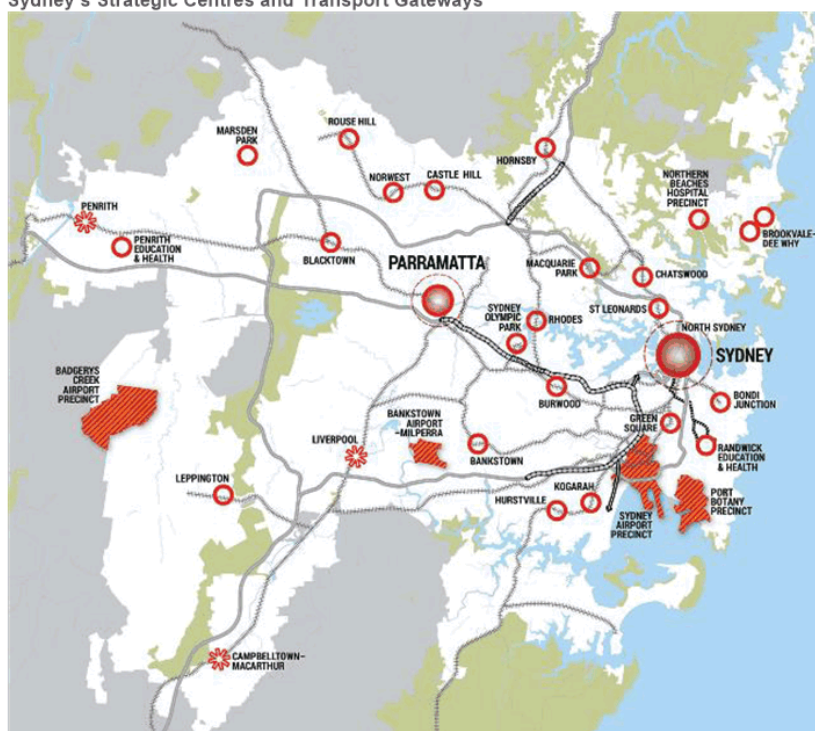 Sydney's Strategic Centres and Transport Gateways
ROUSE HILL
MARSDEN
PARK
HORNSBY
NORWEST
CASTLE HILL
NORTHERN
BEACHES
HOSPITAL
PRECINCT
PENRITH
BROOKVALE-
DEE WHY
PENRITH
EDUCATION
& HEALTH
BLACKTOWN
PARRAMATTA
MACQUARIE
PARK
CHATSWOOD
SYDNEY
OLYMPIC
PARK
RHODES
ST LEONARDS
NORTH SYDNEY
SYDNEY
BADGERYS
CREEK
AIRPORT
PRECINCT
BURWOOD
BONDI
JUNCTION
BANKSTOWN
AIRPORT
-MILPERRA
GREEN
SQUARE
LIVERPOOL
BANKSTOWN
RANDWICK
EDUCATION
& HEALTH
LEPPINGTON
HURSTVILLE
KOGARAH
SYDNEY
AIRPORT
PRECINCT
PORT
BOTANY
PRECINCT
CAMPBELLTOWN-
MACARTHUR